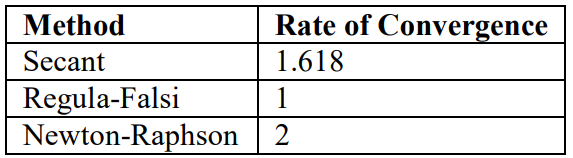 Method Rate of Convergence
Secant 1.618
Regula-Falsi 1
Newton-Raphson 2